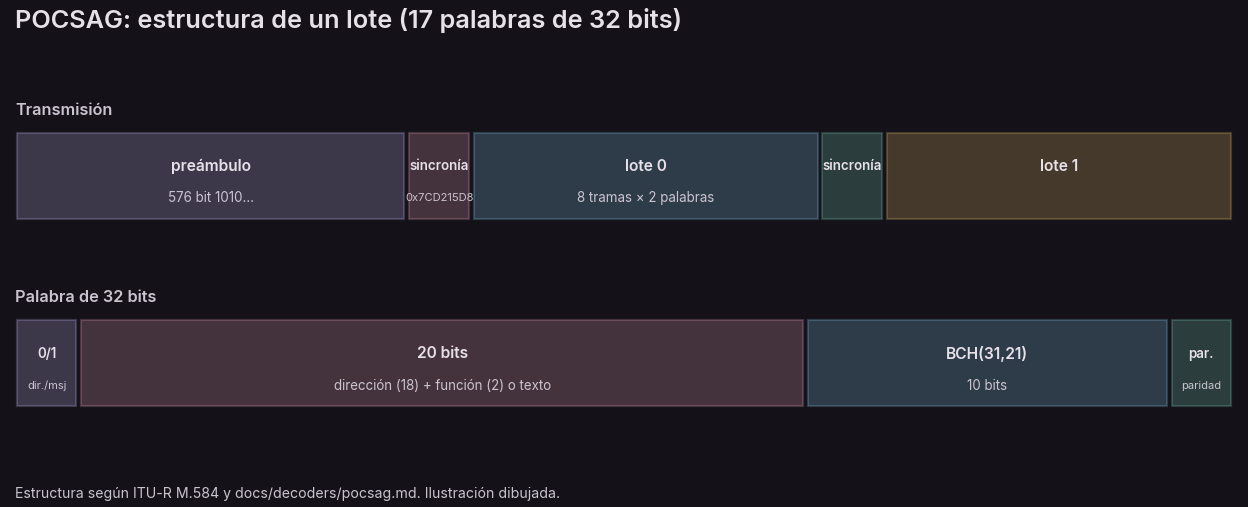 POCSAG: estructura de un lote (17 palabras de 32 bits)
Transmisión
preámbulo
576 bit 1010...
sincronía
0x7CD215D8
lote 0
8 tramas × 2 palabras
sincronía
lote 1
Palabra de 32 bits
0/1
dir./msj
20 bits
dirección (18) + función (2) o texto
BCH(31,21)
10 bits
par.
paridad
Estructura según ITU-R M.584 y docs/decoders/pocsag.md. Ilustración dibujada.